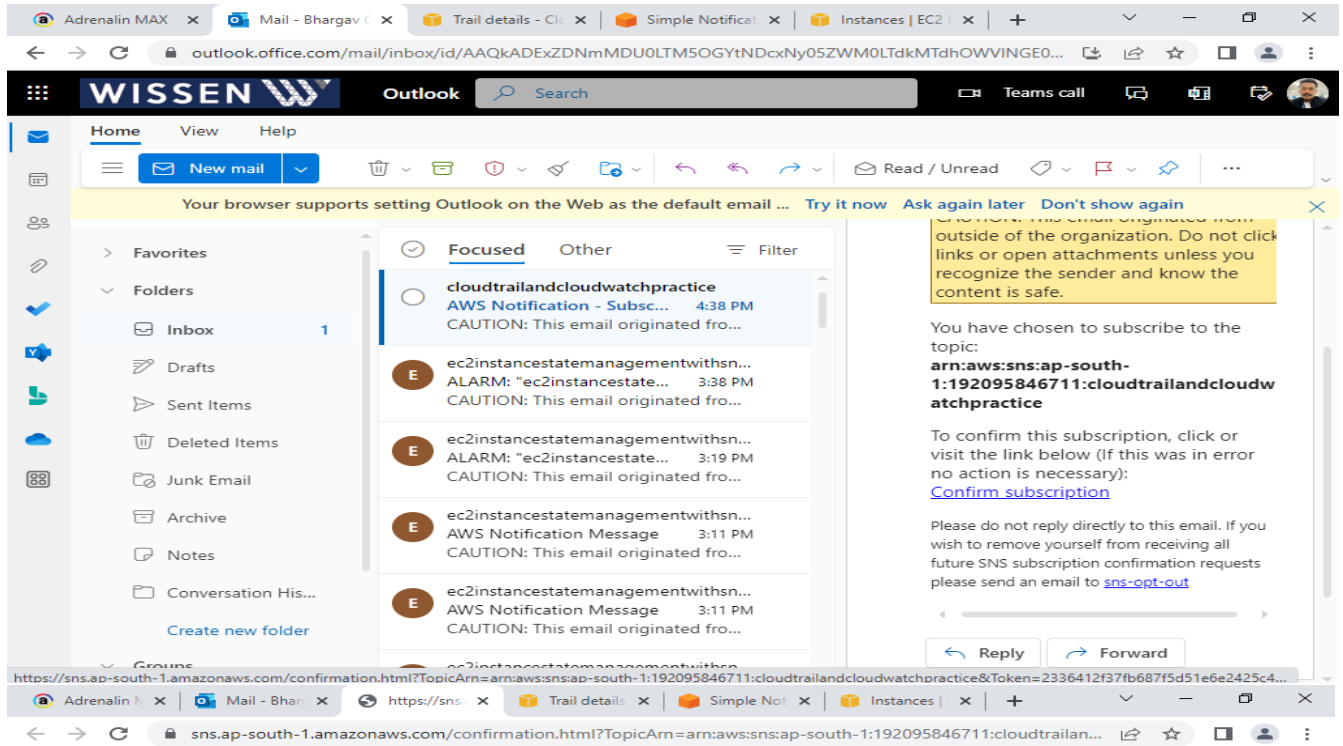 Adrenalin MAX
Mail - Bhargav C
Trail details - Clo
Simple Notificat
Instances | EC2 |
outlook.office.com/mail/inbox/id/AAQkADExZDNmMDU0LTM5OGYtNDcxNy05ZWM0LTdkMTdhOWVINGE0...
WISSEN
Outlook
Search
Teams call
Home View Help
New mail
Read / Unread
Your browser supports setting Outlook on the Web as the default email ... Try it now Ask again later Don't show again
Favorites
Folders
Inbox 1
Drafts
Sent Items
Deleted Items
Junk Email
Archive
Notes
Conversation His...
Create new folder
Groups
Focused Other Filter
cloudtrailandcloudwatchpractice
AWS Notification - Subsc... 4:38 PM
CAUTION: This email originated fro...
E
ec2instancestatemanagementwithsn...
ALARM: "ec2instancestate... 3:38 PM
CAUTION: This email originated fro...
E
ec2instancestatemanagementwithsn...
ALARM: "ec2instancestate... 3:19 PM
CAUTION: This email originated fro...
E
ec2instancestatemanagementwithsn...
AWS Notification Message 3:11 PM
CAUTION: This email originated fro...
E
ec2instancestatemanagementwithsn...
AWS Notification Message 3:11 PM
CAUTION: This email originated fro...
ec2instancestatemanagementwithsn...
CAUTION: This email originated from
outside of the organization. Do not click
links or open attachments unless you
recognize the sender and know the
content is safe.
You have chosen to subscribe to the
topic:
arn:aws:sns:ap-south-
1:192095846711:cloudtrailandcloudw
atchpractice
To confirm this subscription, click or
visit the link below (If this was in error
no action is necessary):
Confirm subscription
Please do not reply directly to this email. If you
wish to remove yourself from receiving all
future SNS subscription confirmation requests
please send an email to sns-opt-out
Reply Forward
https://sns.ap-south-1.amazonaws.com/confirmation.html?TopicArn=arn:aws:sns:ap-south-1:192095846711:cloudtrailandcloudwatchpractice&Token=2336412f37fb687f5d51e6e2425c4...
Adrenalin M
Mail - Bharg
https://sns.
Trail details
Simple Not
Instances |
sns.ap-south-1.amazonaws.com/confirmation.html?TopicArn=arn:aws:sns:ap-south-1:192095846711:cloudtrailan...